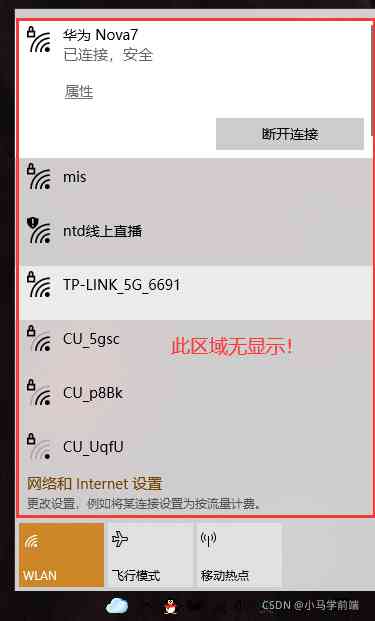 华为 Nova7
已连接，安全
属性
断开连接
mis
ntd线上直播
TP-LINK_5G_6691
CU_5gsc
此区域无显示！
CU_p8Bk
CU_UqfU
网络和 Internet 设置
更改设置，例如将某连接设置为按流量计费。
WLAN
飞行模式
移动热点
CSDN @小马学前端